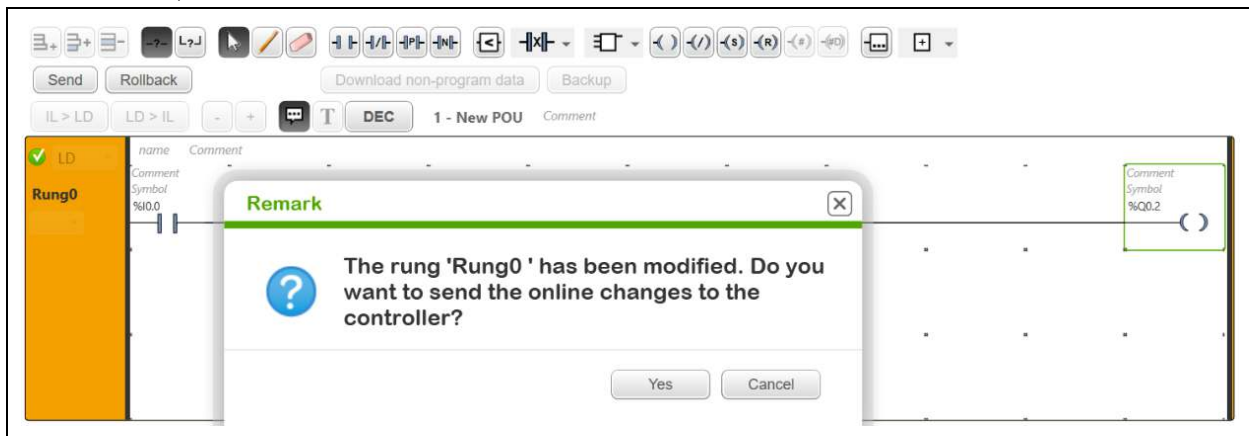 -?- L?J -| |- -|/|- -|P|- -|N|- < -|X|- -( ) -(/) -(S) -(R) -(#) -(#D) ... +
Send Rollback Download non-program data Backup
IL > LD LD > IL - + T DEC 1 - New POU Comment
LD name Comment
Comment
Symbol
%I0.0
Rung0
Comment
Symbol
%Q0.2
( )
Remark
The rung 'Rung0 ' has been modified. Do you
want to send the online changes to the
controller?
Yes Cancel